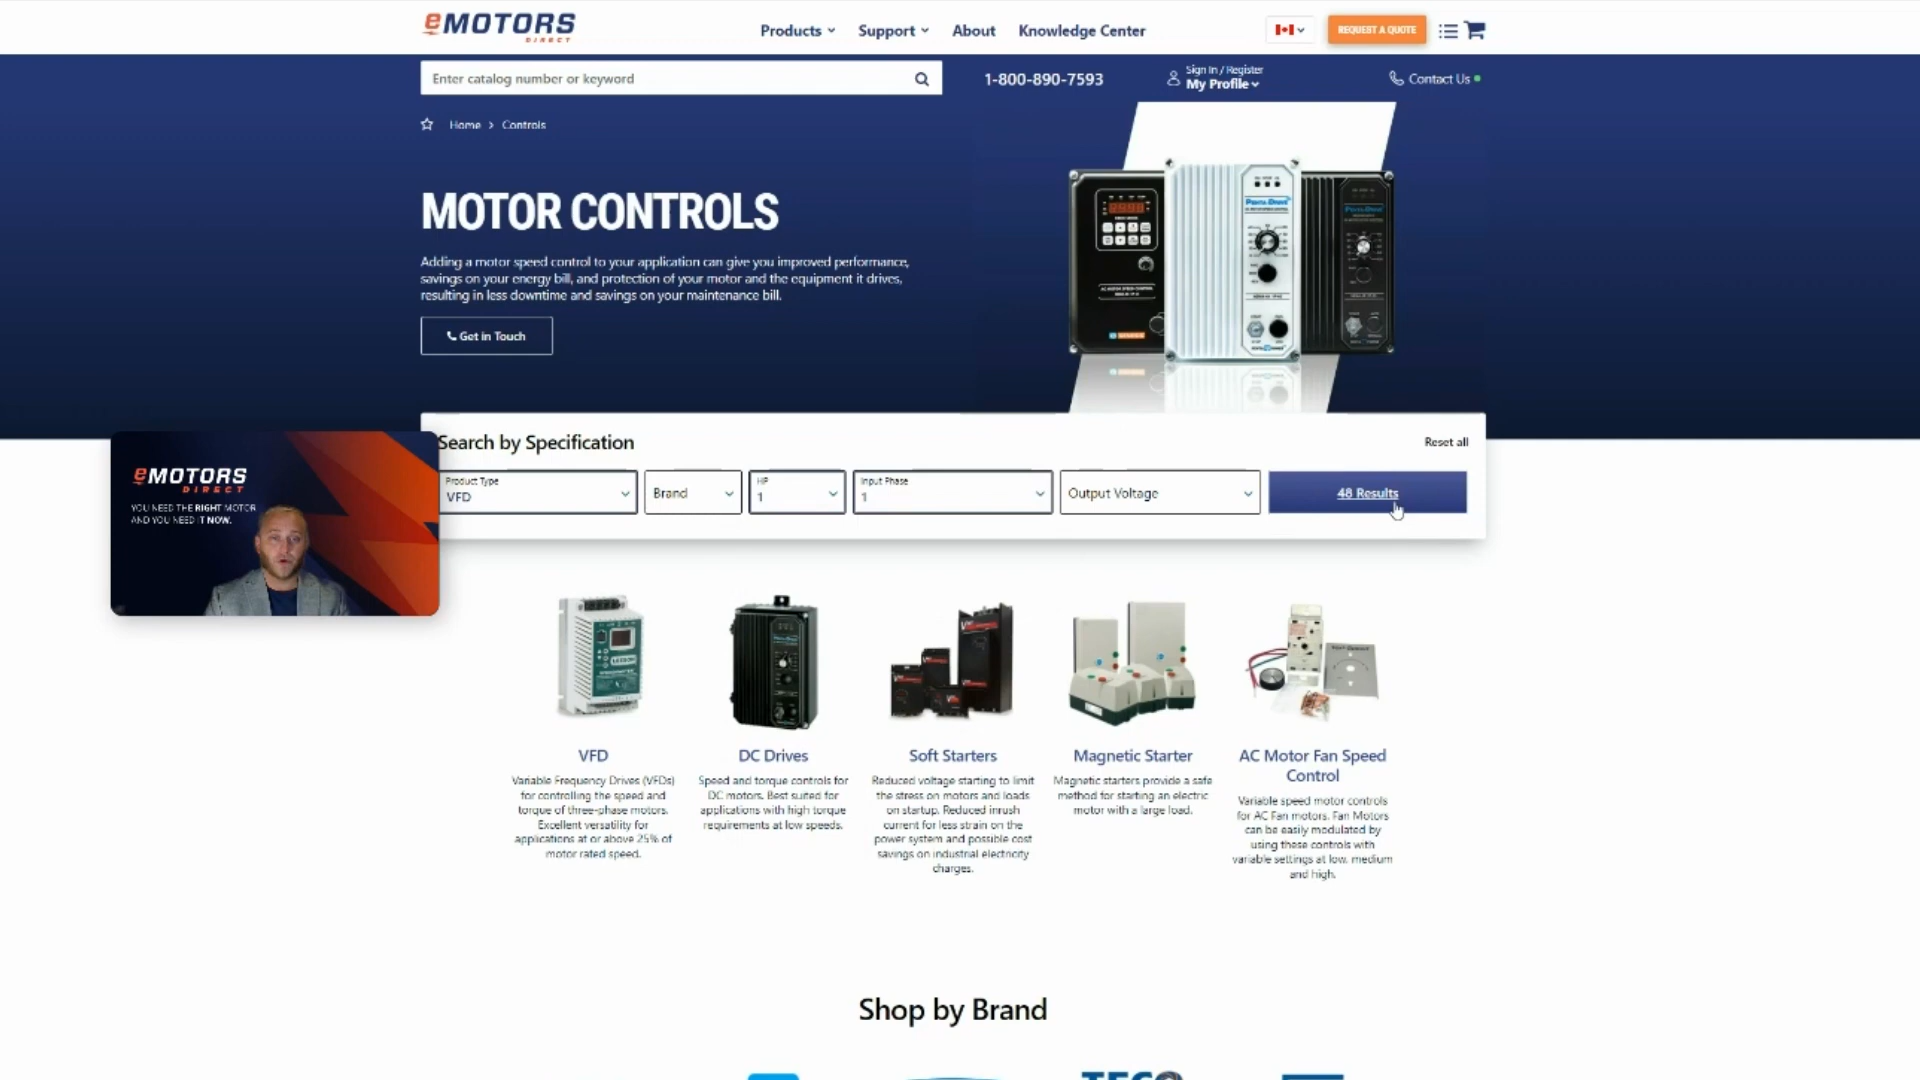 eMOTORS
DIRECT
Products
Support
About
Knowledge Center
REQUEST A QUOTE
Enter catalog number or keyword
1-800-890-7593
Sign In / Register
My Profile
Contact Us
Home > Controls
MOTOR CONTROLS
Adding a motor speed control to your application can give you improved performance,
savings on your energy bill, and protection of your motor and the equipment it drives,
resulting in less downtime and savings on your maintenance bill.
Get in Touch
Search by Specification
Reset all
Product Type
VFD
Brand
HP
1
Input Phase
1
Output Voltage
48 Results
eMOTORS
DIRECT
YOU NEED THE RIGHT MOTOR
AND YOU NEED IT NOW.
VFD
Variable Frequency Drives (VFDs)
for controlling the speed and
torque of three-phase motors.
Excellent versatility for
applications at or above 25% of
motor rated speed.
DC Drives
Speed and torque controls for
DC motors. Best suited for
applications with high torque
requirements at low speeds.
Soft Starters
Reduced voltage starting to limit
the stress on motors and loads
on startup. Reduced inrush
current for less strain on the
power system and possible cost
savings on industrial electricity
charges.
Magnetic Starter
Magnetic starters provide a safe
method for starting an electric
motor with a large load.
AC Motor Fan Speed
Control
Variable speed motor controls
for AC Fan motors. Fan Motors
can be easily modulated by
using these controls with
variable settings at low, medium
and high.
Shop by Brand
TECO